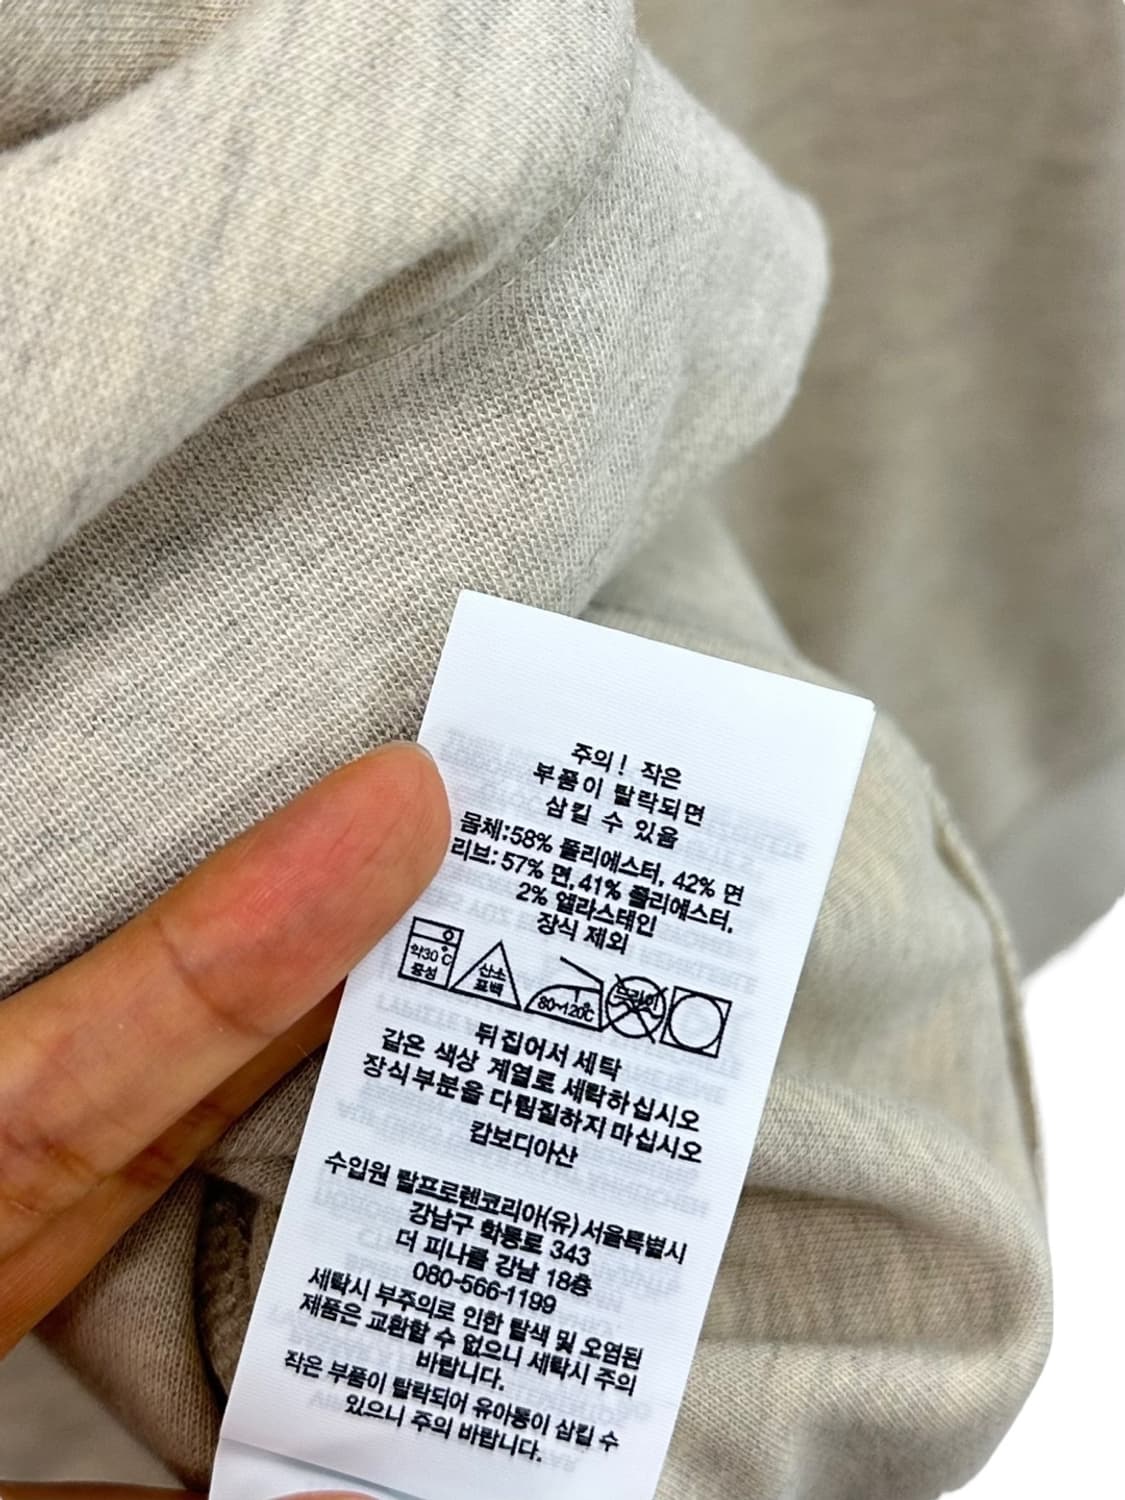 주의! 작은
부품이 탈락되면
삼킬 수 있음
몸체:58% 폴리에스터, 42% 면
리브: 57% 면, 41% 폴리에스터,
2% 엘라스테인
장식 제외
약30℃
중성
산소
표백
80~120℃
드라이
뒤집어서 세탁
같은 색상 계열로 세탁하십시오
장식부분을 다림질하지 마십시오
캄보디아산
수입원 랄프로렌코리아(유) 서울특별시
강남구 학동로 343
더 피나클 강남 18층
080-566-1199
세탁시 부주의로 인한 탈색 및 오염된
제품은 교환할 수 없으니 세탁시 주의
바랍니다.
작은 부품이 탈락되어 유아동이 삼킬 수
있으니 주의 바랍니다.